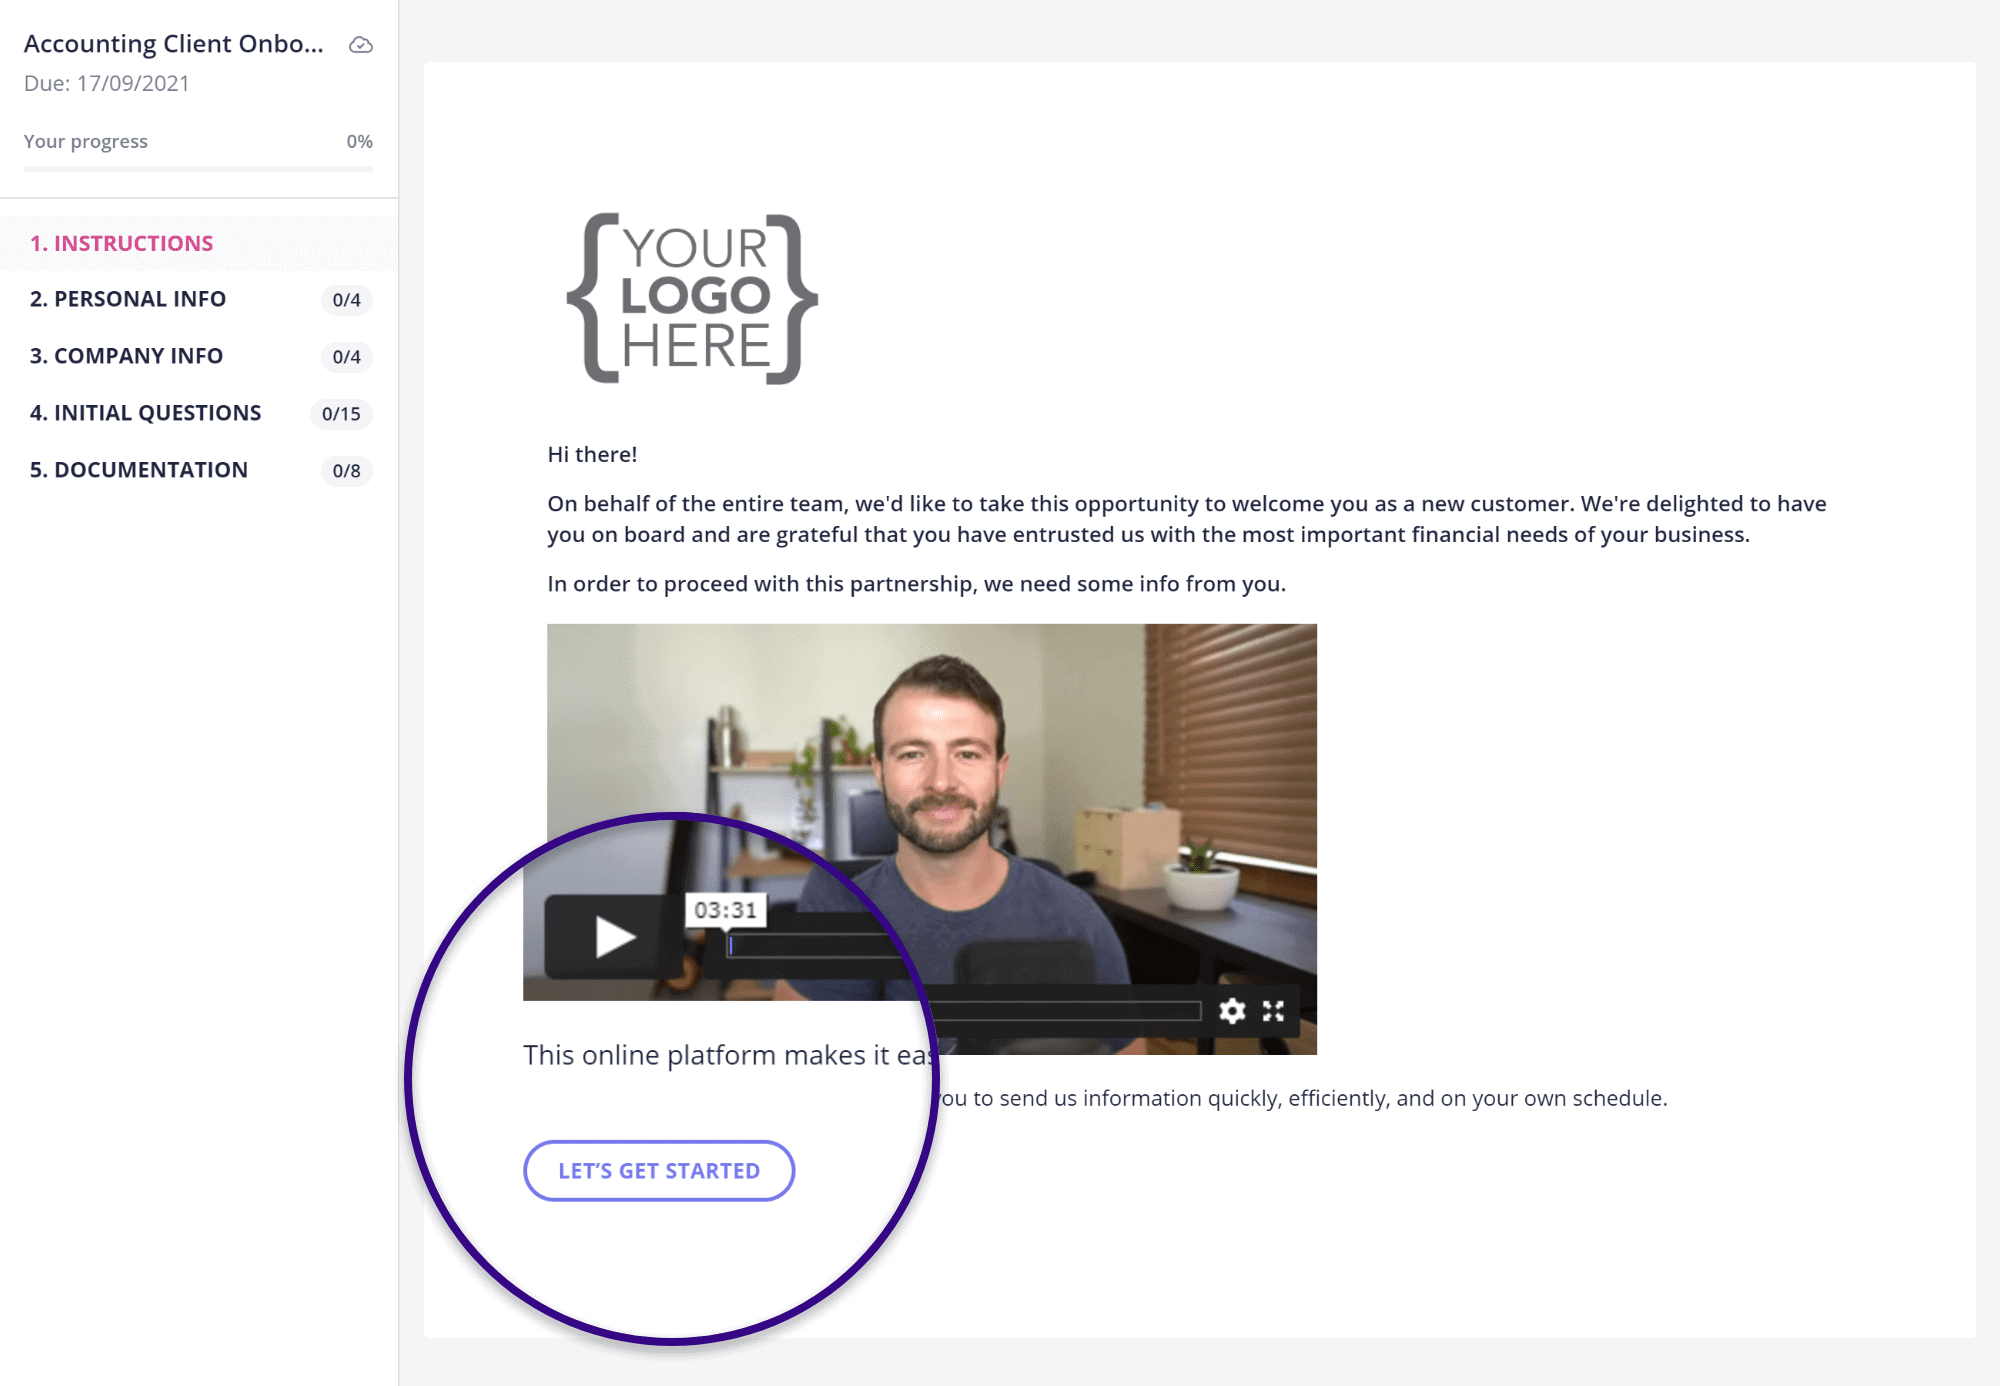 Accounting Client Onbo...
Due: 17/09/2021
Your progress 0%
1. INSTRUCTIONS
2. PERSONAL INFO 0/4
3. COMPANY INFO 0/4
4. INITIAL QUESTIONS 0/15
5. DOCUMENTATION 0/8
YOUR
LOGO
HERE
Hi there!
On behalf of the entire team, we'd like to take this opportunity to welcome you as a new customer. We're delighted to have
you on board and are grateful that you have entrusted us with the most important financial needs of your business.
In order to proceed with this partnership, we need some info from you.
03:31
This online platform makes it eas
you to send us information quickly, efficiently, and on your own schedule.
LET’S GET STARTED